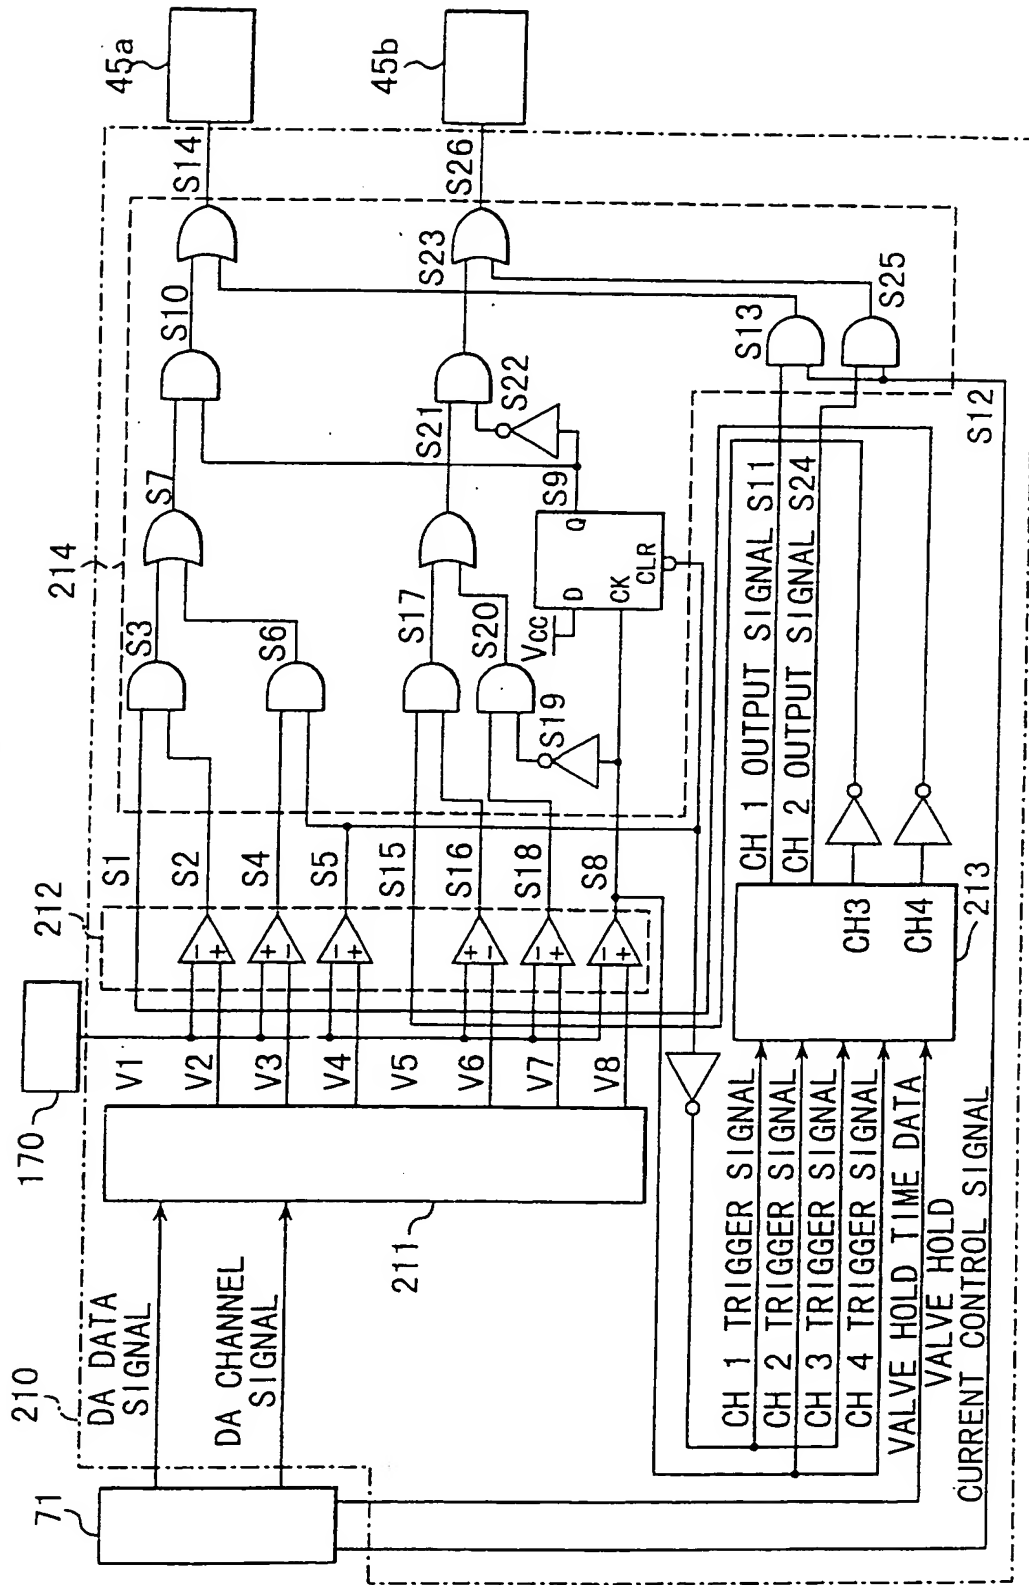 210
DA DATA
SIGNAL
DA CHANNEL
SIGNAL
71
170
211
V1
V2
V3
V4
V5
V6
V7
V8
212
S1
S2
S4
S5
S15
S16
S18
S8
214
S3
S6
S17
S20
S19
S7
S21
S22
S9
S10
S23
S13
S25
S12
S14
S26
45a
45b
Vcc
D
Q
CK
CLR
CH 1 TRIGGER SIGNAL
CH 2 TRIGGER SIGNAL
CH 3 TRIGGER SIGNAL
CH 4 TRIGGER SIGNAL
VALVE HOLD TIME DATA
VALVE HOLD
CURRENT CONTROL SIGNAL
CH3
CH4
213
CH 1 OUTPUT SIGNAL S11
CH 2 OUTPUT SIGNAL S24
-
+
+
-
-
+
+
-
-
+
-
+